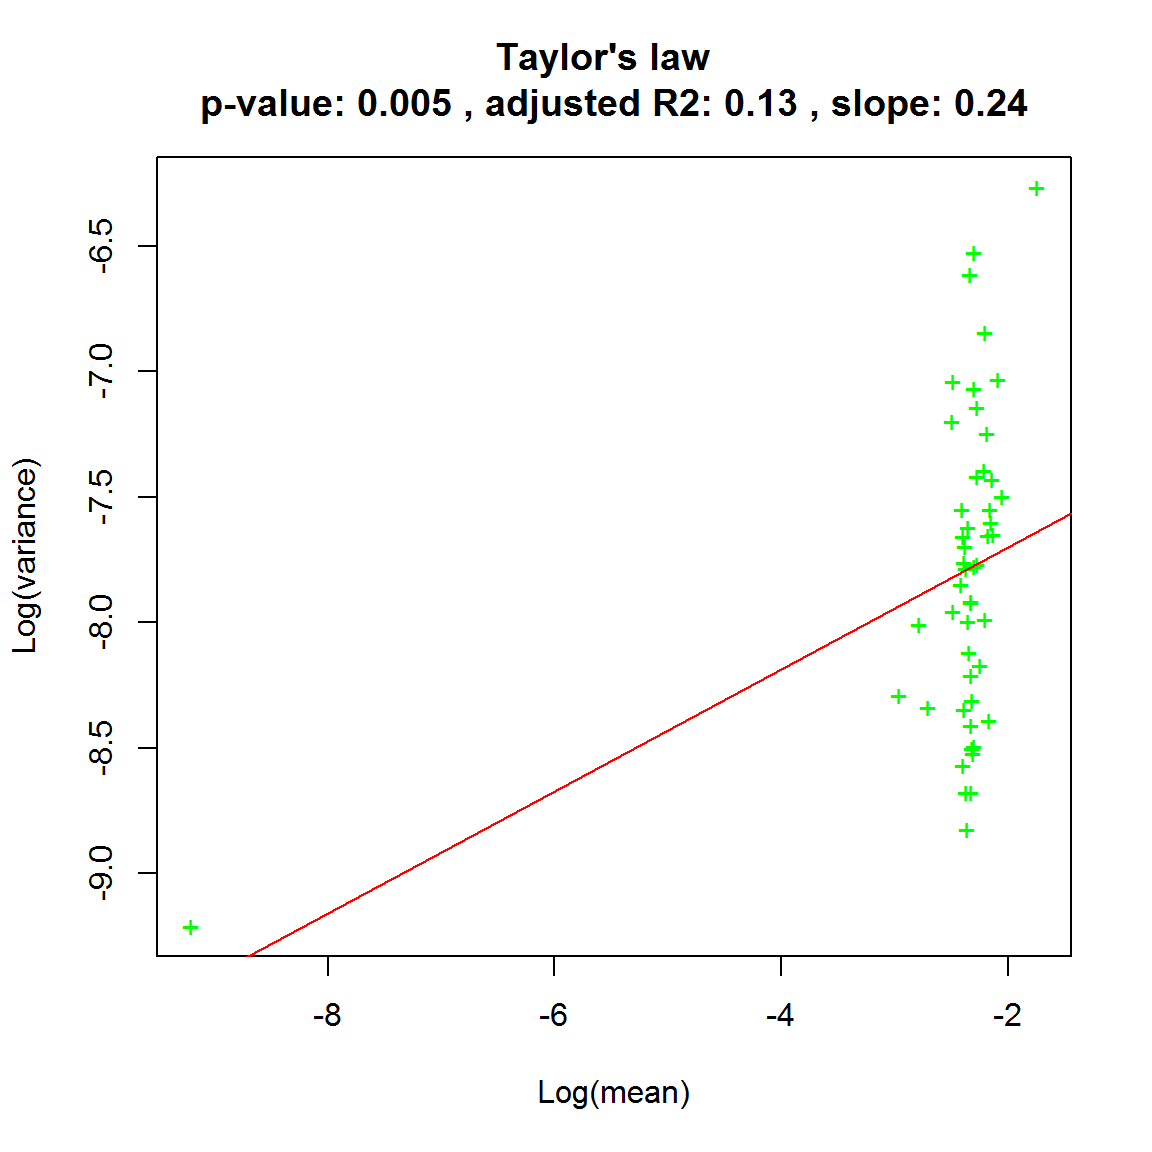 Taylor's law
p-value: 0.005 , adjusted R2: 0.13 , slope: 0.24
-6.5
-7.0
-7.5
-8.0
-8.5
-9.0
Log(variance)
-8
-6
-4
-2
Log(mean)